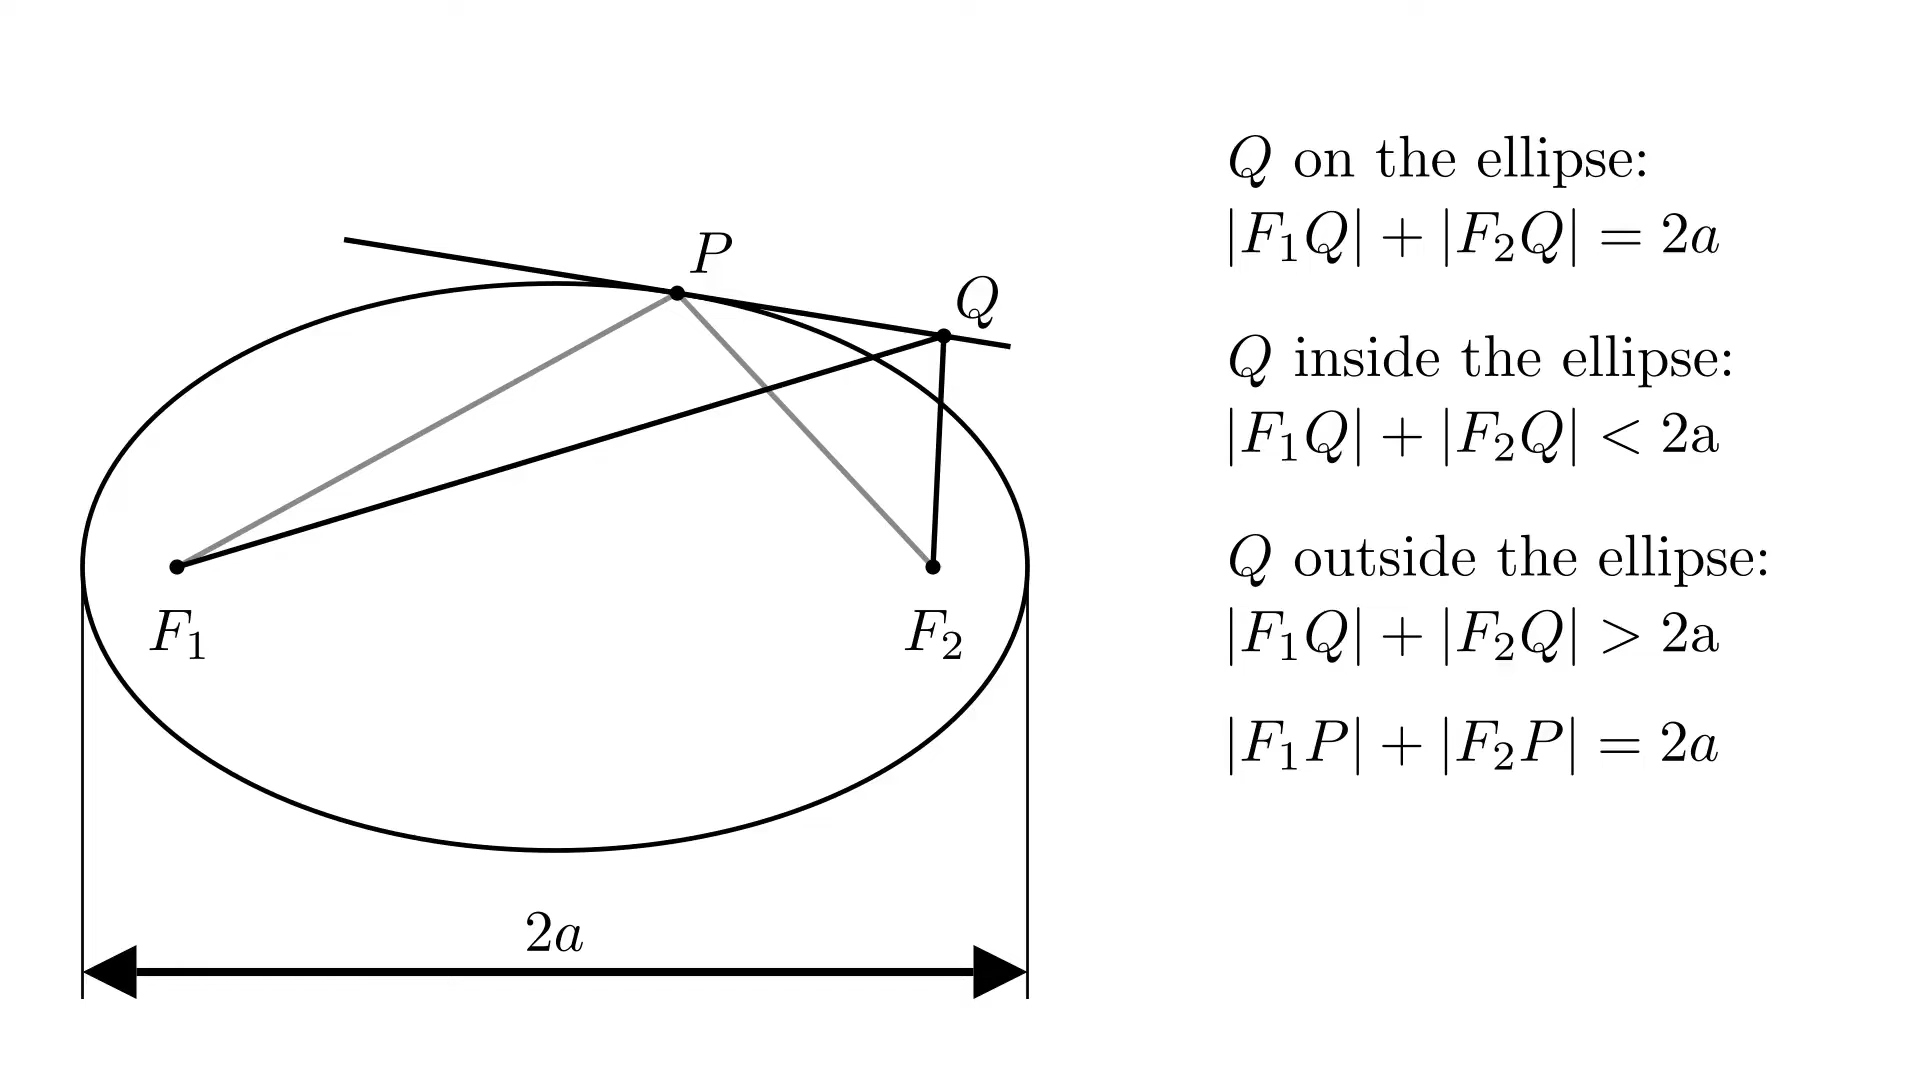 P
Q
F₁
F₂
2a
Q on the ellipse:
|F₁Q| + |F₂Q| = 2a
Q inside the ellipse:
|F₁Q| + |F₂Q| < 2a
Q outside the ellipse:
|F₁Q| + |F₂Q| > 2a
|F₁P| + |F₂P| = 2a